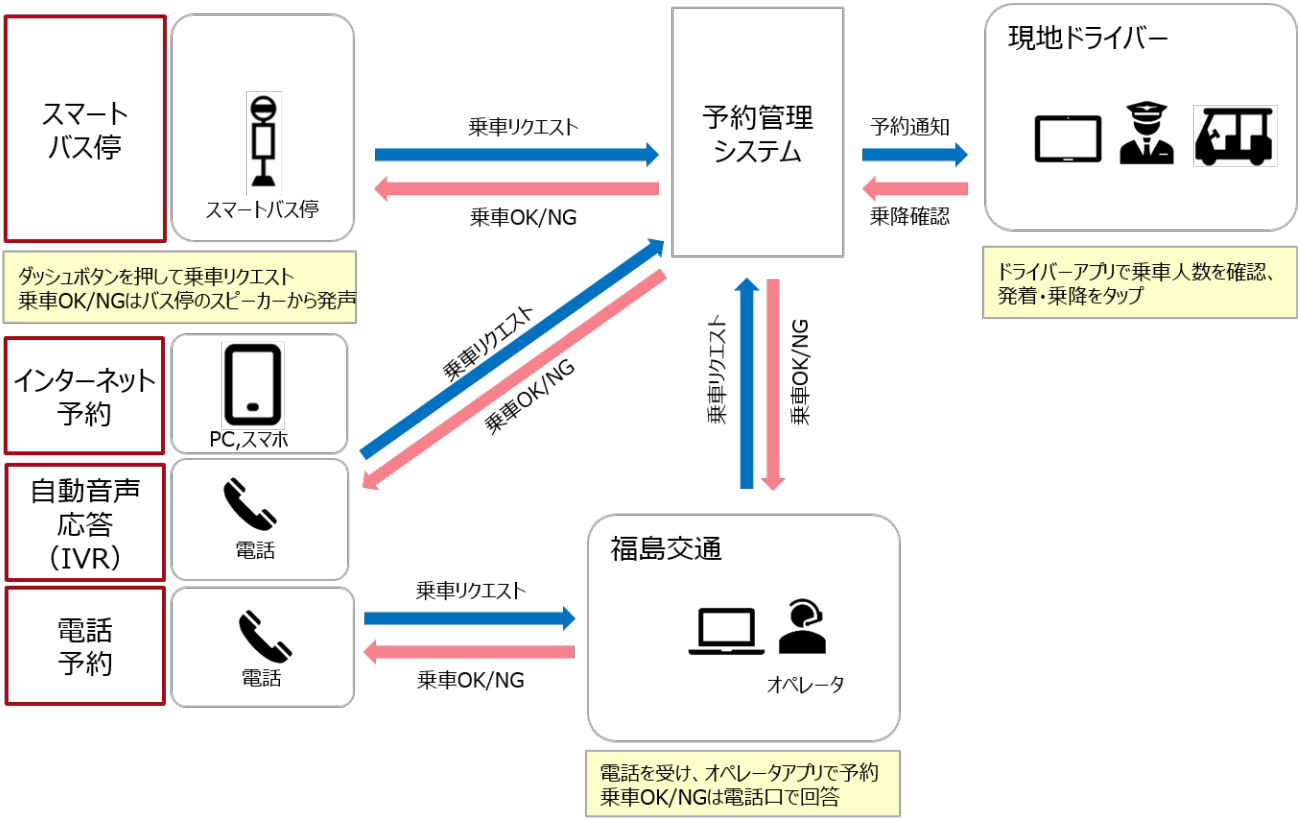 スマート
バス停
スマートバス停
ダッシュボタンを押して乗車リクエスト
乗車OK/NGはバス停のスピーカーから発声
乗車リクエスト
乗車OK/NG
予約管理
システム
予約通知
乗降確認
現地ドライバー
ドライバーアプリで乗車人数を確認、
発着・乗降をタップ
インターネット
予約
PC,スマホ
乗車リクエスト
乗車OK/NG
乗車リクエスト
乗車OK/NG
自動音声
応答
（IVR）
電話
電話
予約
電話
乗車リクエスト
乗車OK/NG
福島交通
オペレータ
電話を受け、オペレータアプリで予約
乗車OK/NGは電話口で回答